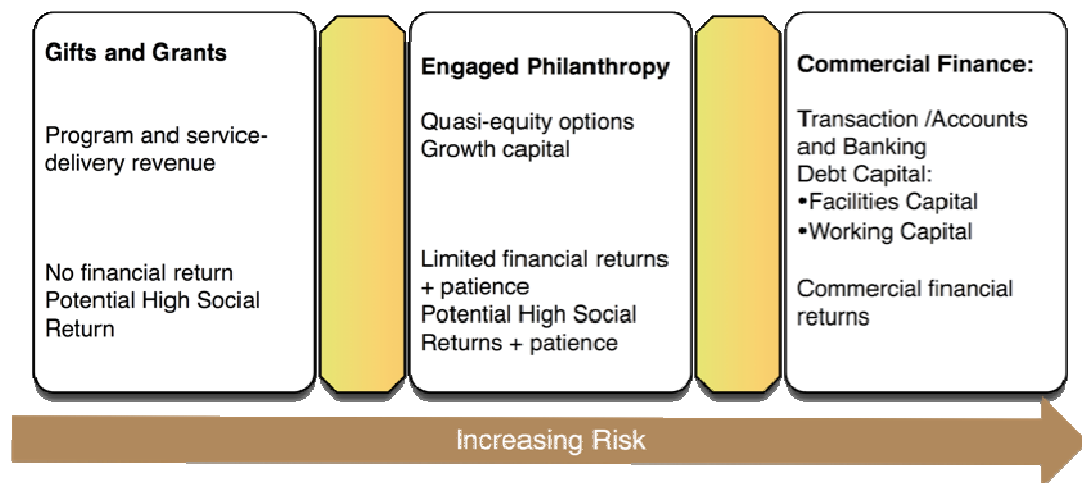 Gifts and Grants
Program and service-
delivery revenue
No financial return
Potential High Social
Return
Engaged Philanthropy
Quasi-equity options
Growth capital
Limited financial returns
+ patience
Potential High Social
Returns + patience
Commercial Finance:
Transaction /Accounts
and Banking
Debt Capital:
•Facilities Capital
•Working Capital
Commercial financial
returns
Increasing Risk